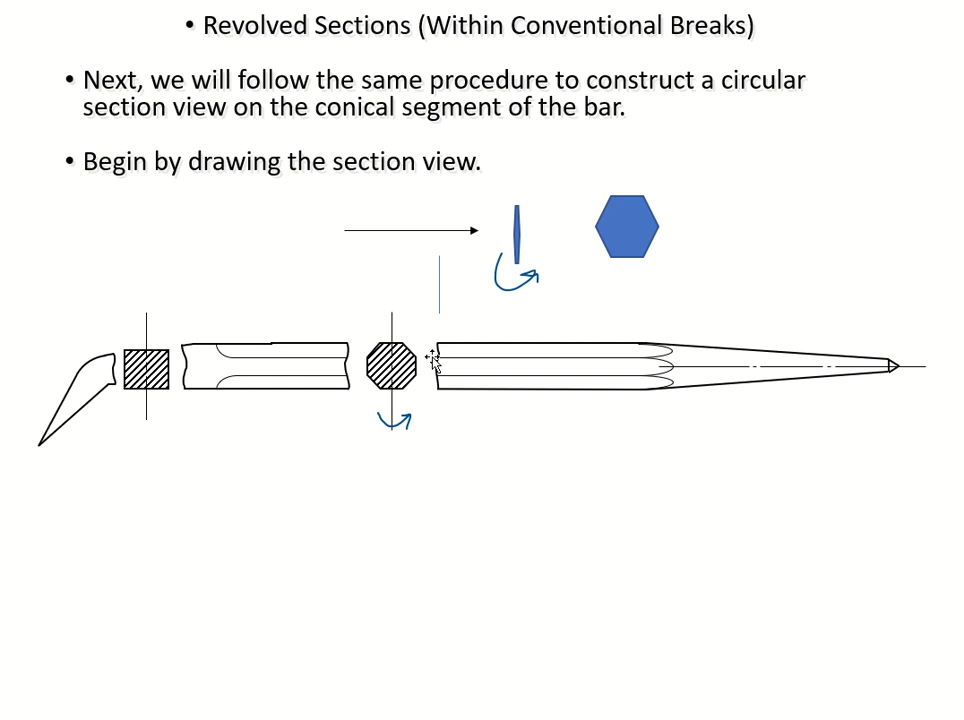 • Revolved Sections (Within Conventional Breaks)
• Next, we will follow the same procedure to construct a circular
section view on the conical segment of the bar.
• Begin by drawing the section view.